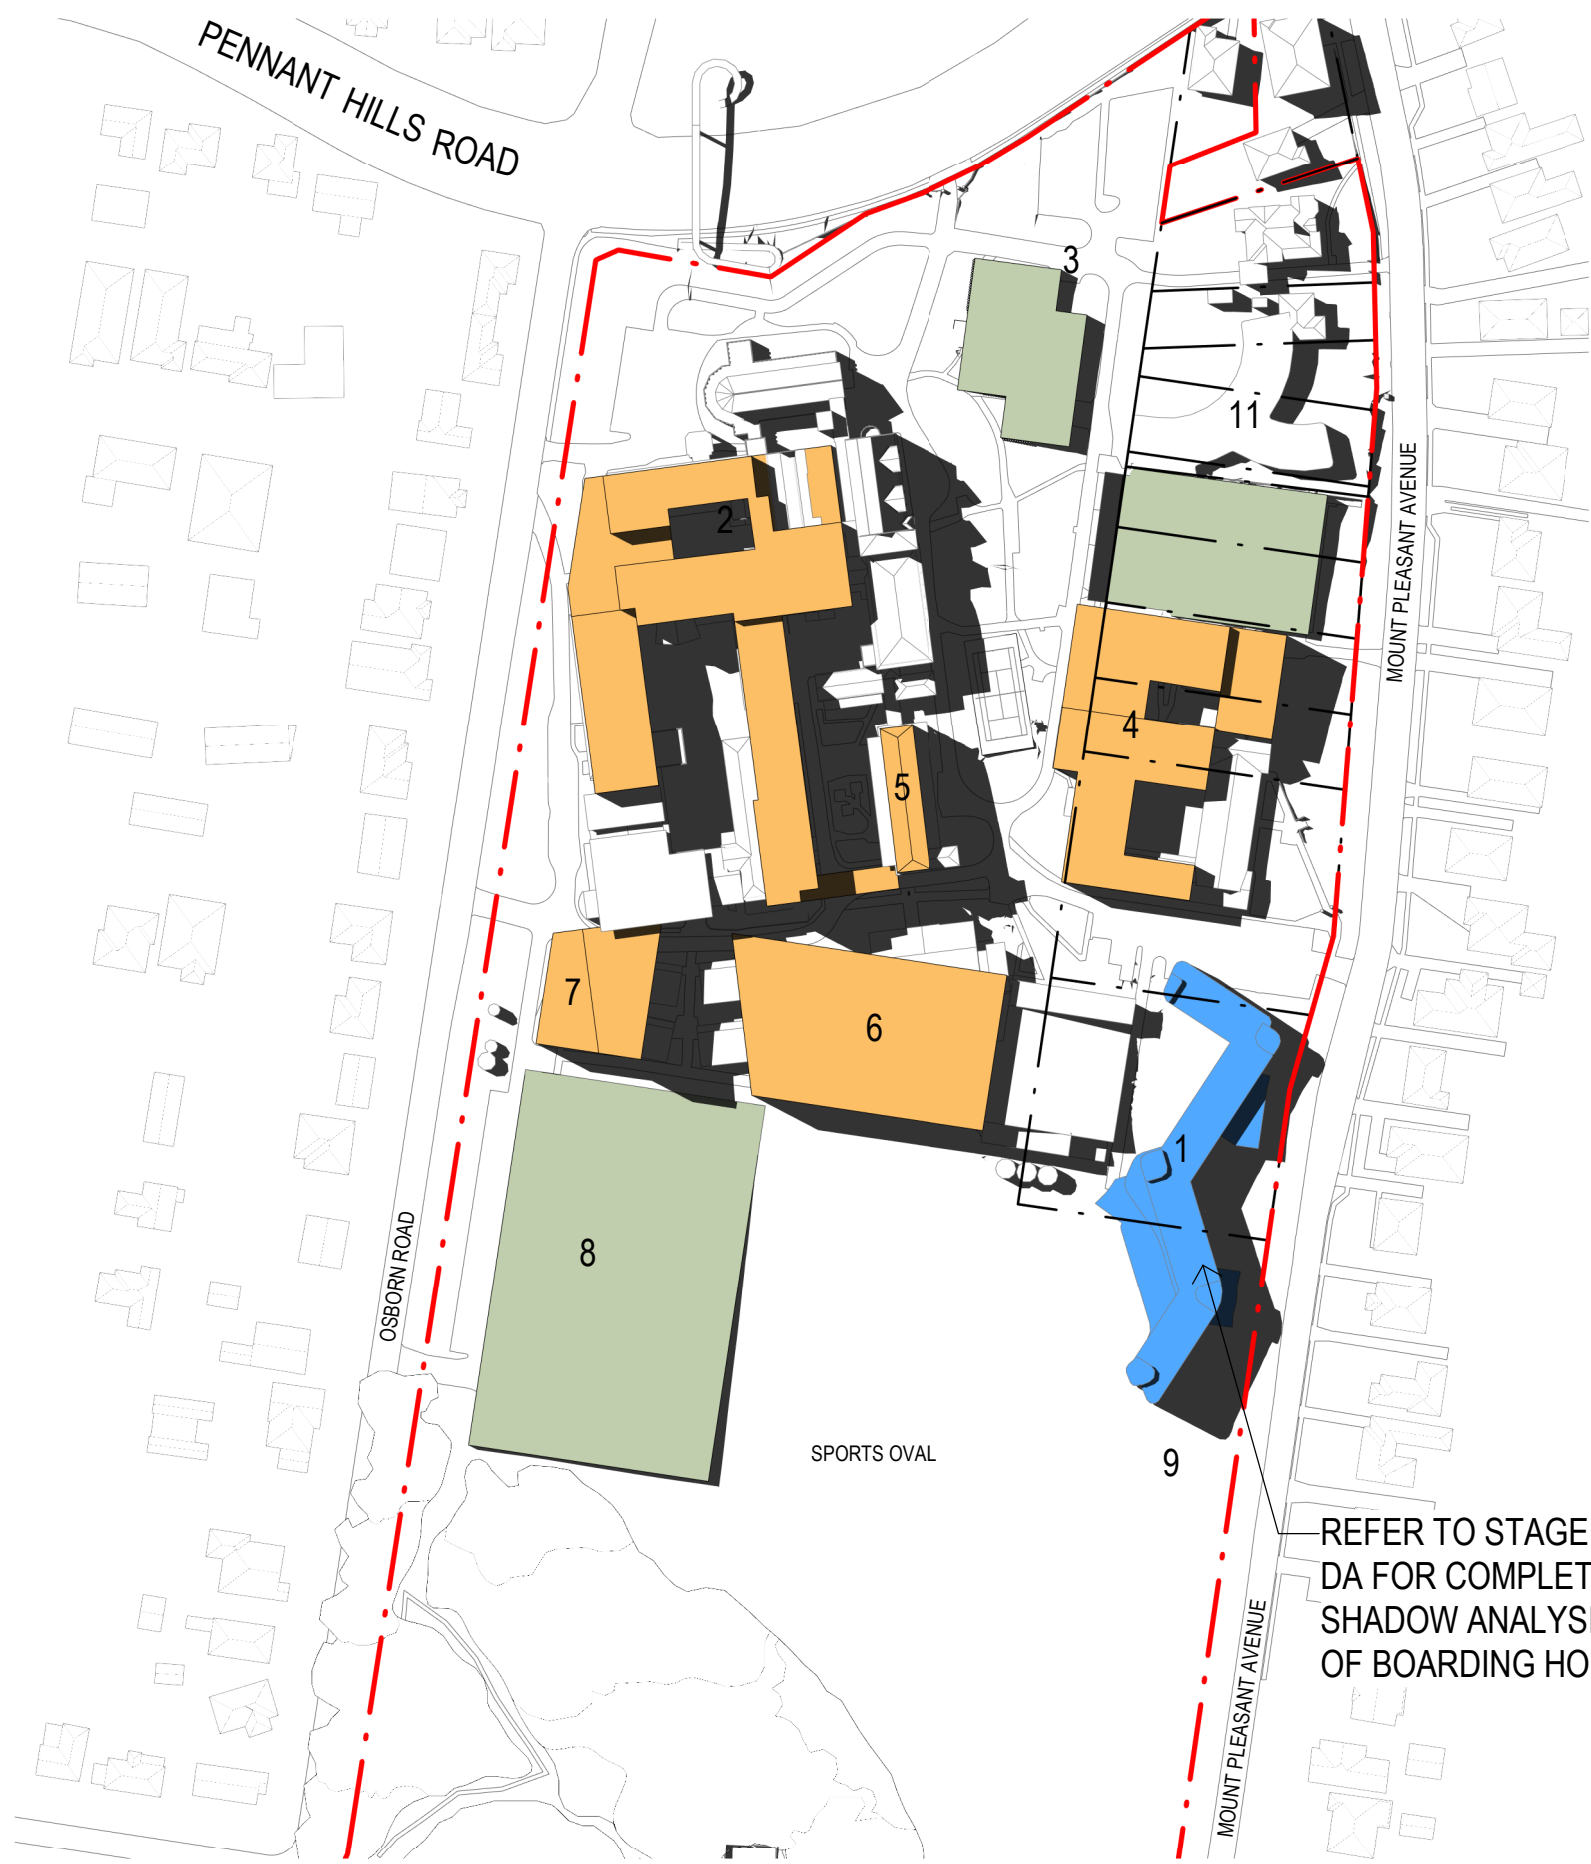 PENNANT HILLS ROAD
3
11
2
MOUNT PLEASANT AVENUE
4
5
7
6
1
8
OSBORN ROAD
SPORTS OVAL
9
REFER TO STAGE
DA FOR COMPLET
SHADOW ANALYS
OF BOARDING HO
MOUNT PLEASANT AVENUE